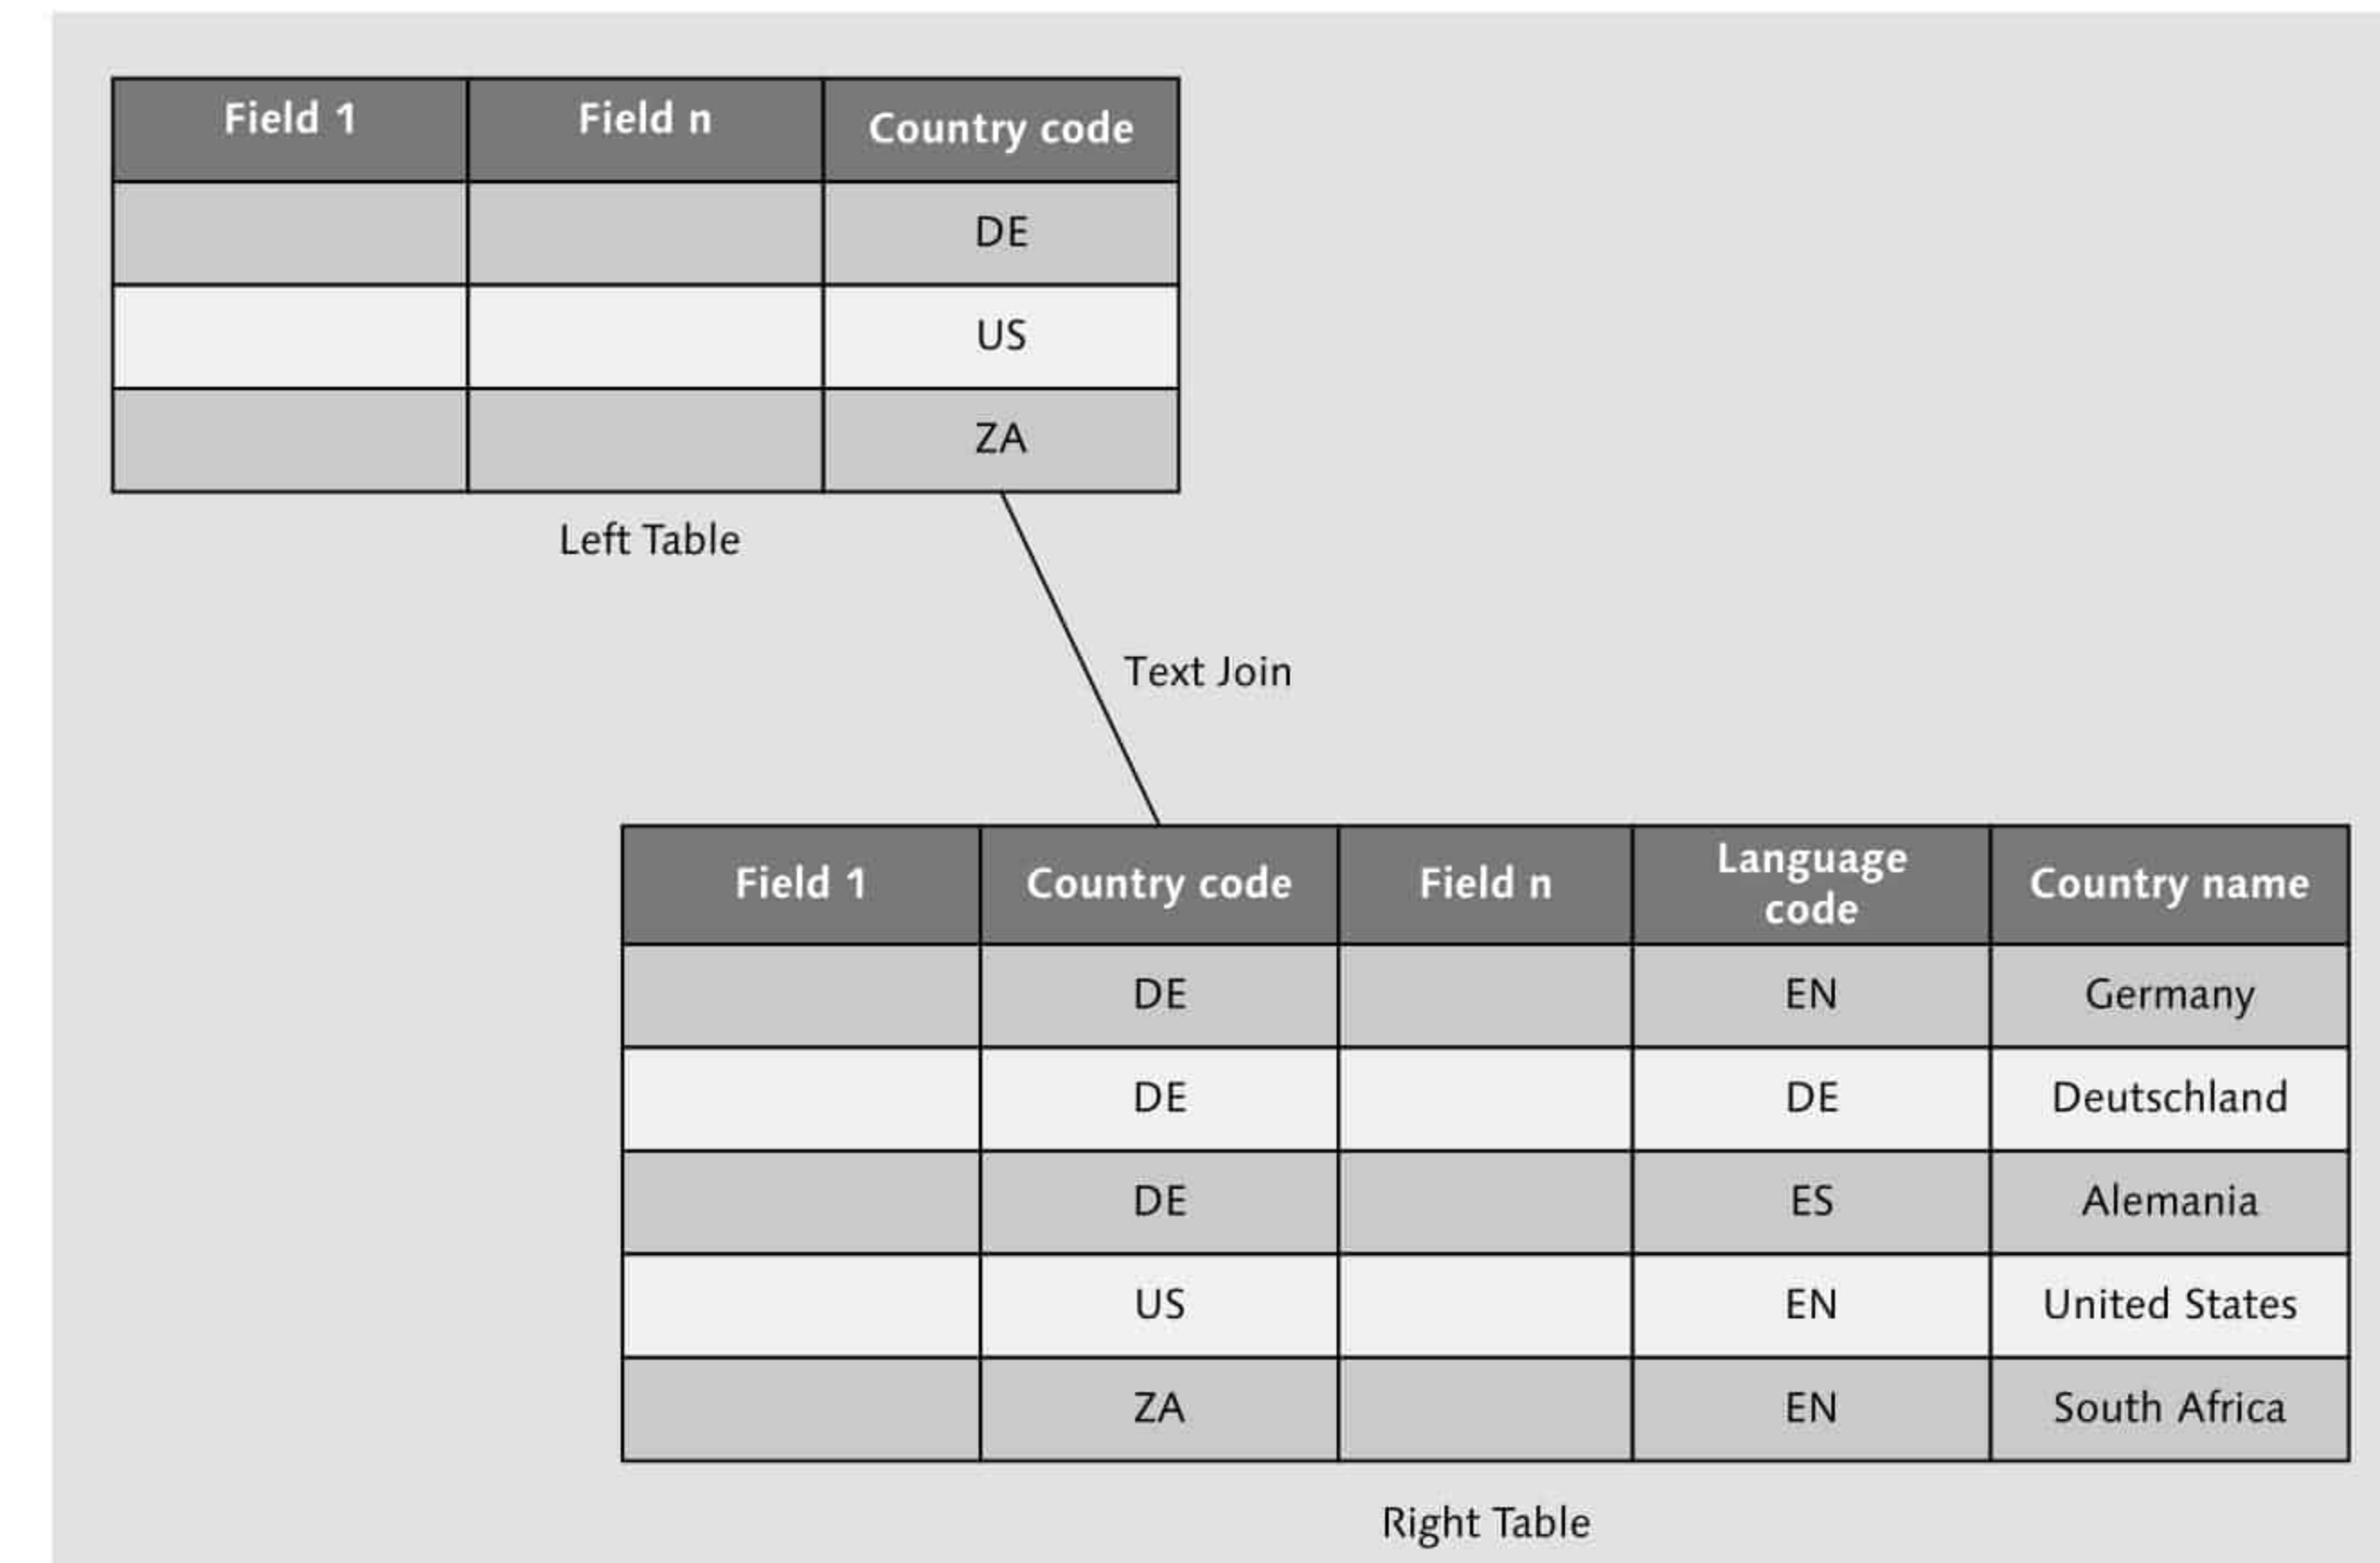 Field 1 Field n Country code
DE
US
ZA
Left Table
Text Join
Field 1 Country code Field n Language code Country name
DE EN Germany
DE DE Deutschland
DE ES Alemania
US EN United States
ZA EN South Africa
Right Table